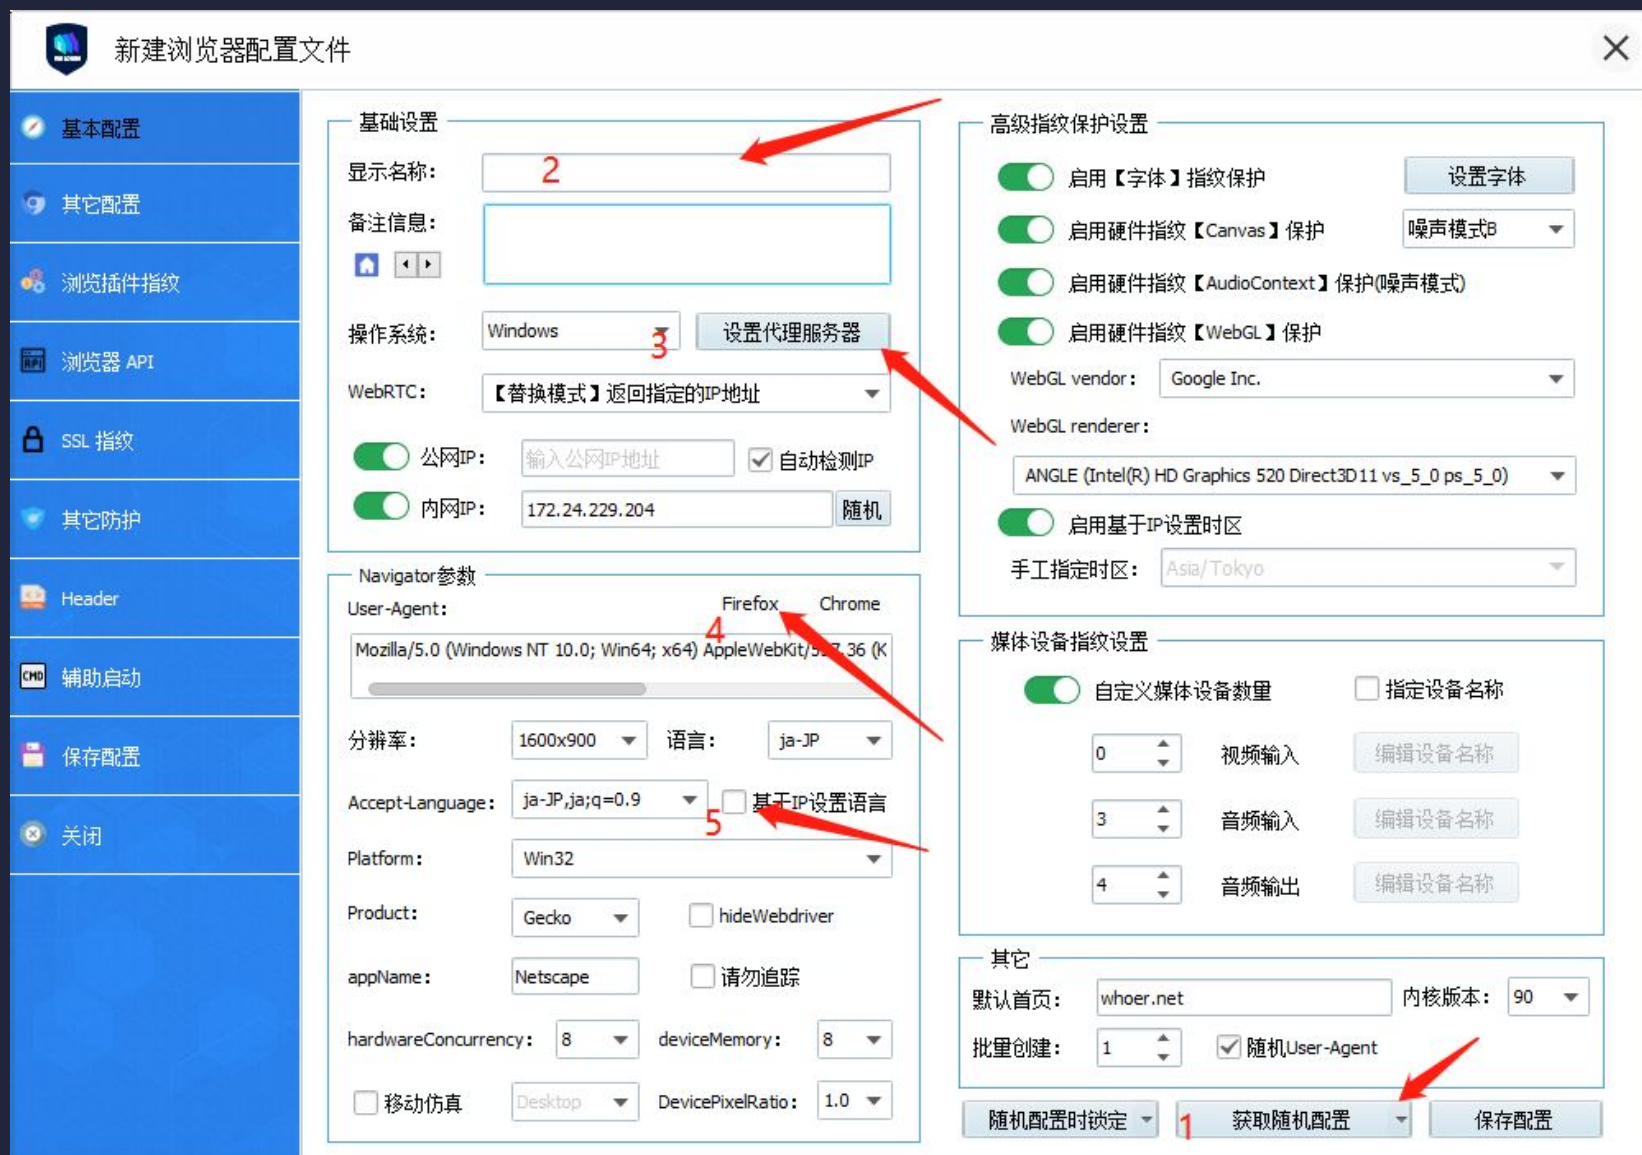 新建浏览器配置文件
基本配置
其它配置
浏览插件指纹
浏览器 API
SSL 指纹
其它防护
Header
辅助启动
保存配置
关闭
基础设置
显示名称：
2
备注信息：
操作系统： Windows 3 设置代理服务器
WebRTC： 【替换模式】返回指定的IP地址
公网IP： 输入公网IP地址 自动检测IP
内网IP： 172.24.229.204 随机
Navigator参数
User-Agent： Firefox Chrome
4
Mozilla/5.0 (Windows NT 10.0; Win64; x64) AppleWebKit/537.36 (K
分辨率： 1600x900 语言： ja-JP
Accept-Language： ja-JP,ja;q=0.9 5 基于IP设置语言
Platform： Win32
Product： Gecko hideWebdriver
appName： Netscape 请勿追踪
hardwareConcurrency： 8 deviceMemory： 8
移动仿真 Desktop DevicePixelRatio： 1.0
高级指纹保护设置
启用【字体】指纹保护 设置字体
启用硬件指纹【Canvas】保护 噪声模式B
启用硬件指纹【AudioContext】保护(噪声模式)
启用硬件指纹【WebGL】保护
WebGL vendor： Google Inc.
WebGL renderer：
ANGLE (Intel(R) HD Graphics 520 Direct3D11 vs_5_0 ps_5_0)
启用基于IP设置时区
手工指定时区： Asia/Tokyo
媒体设备指纹设置
自定义媒体设备数量 指定设备名称
0 视频输入 编辑设备名称
3 音频输入 编辑设备名称
4 音频输出 编辑设备名称
其它
默认首页： whoer.net 内核版本： 90
批量创建： 1 随机User-Agent
随机配置时锁定 1 获取随机配置 保存配置